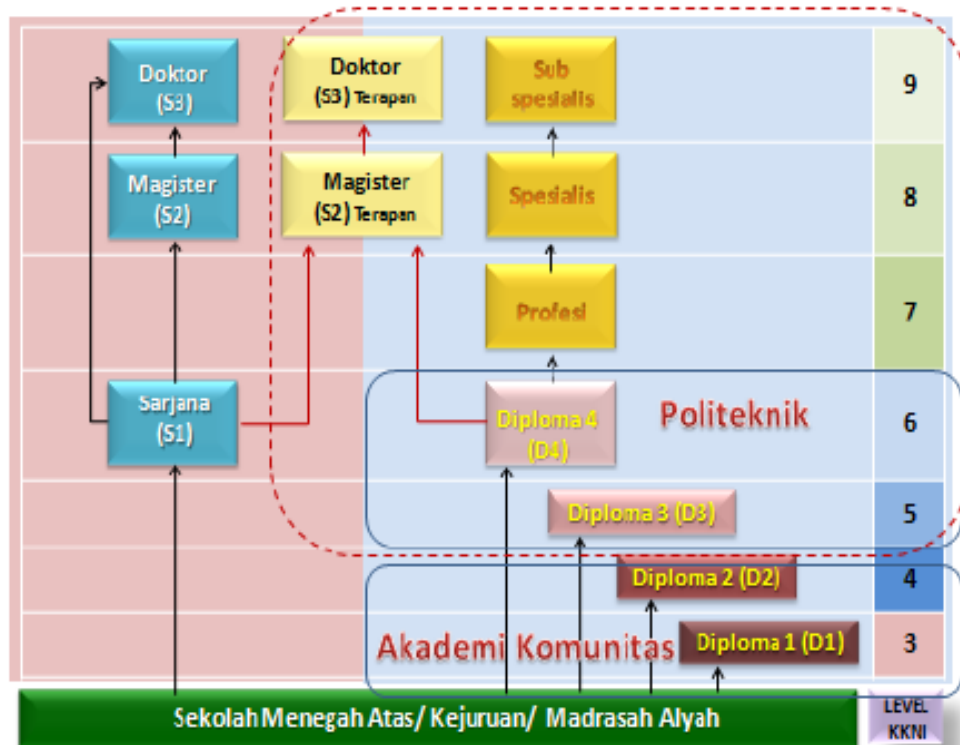 Doktor
(S3)
Doktor
(S3) Terapan
Sub
spesialis
9
Magister
(S2)
Magister
(S2) Terapan
Spesialis
8
Profesi
7
Sarjana
(S1)
Diploma 4
(D4)
Politeknik
6
Diploma 3 (D3)
5
Diploma 2 (D2)
4
Akademi Komunitas
Diploma 1 (D1)
3
Sekolah Menegah Atas/ Kejuruan/ Madrasah Alyah
LEVEL
KKNI